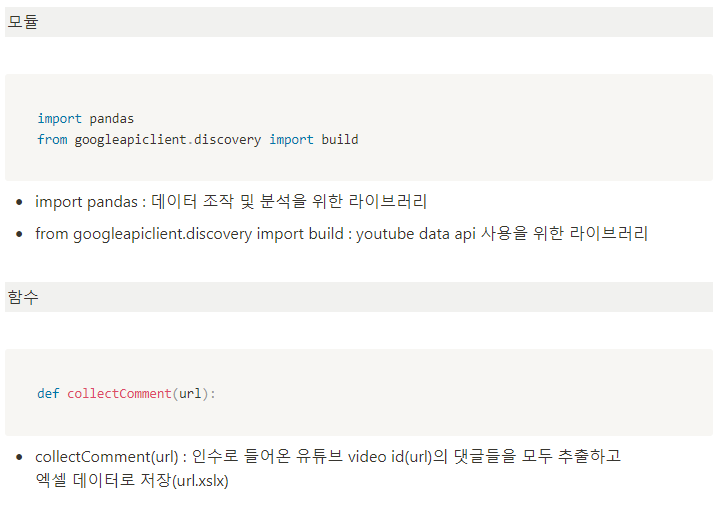 모듈
import pandas
from googleapiclient.discovery import build
import pandas : 데이터 조작 및 분석을 위한 라이브러리
from googleapiclient.discovery import build : youtube data api 사용을 위한 라이브러리
함수
def collectComment(url):
collectComment(url) : 인수로 들어온 유튜브 video id(url)의 댓글들을 모두 추출하고
엑셀 데이터로 저장(url.xslx)